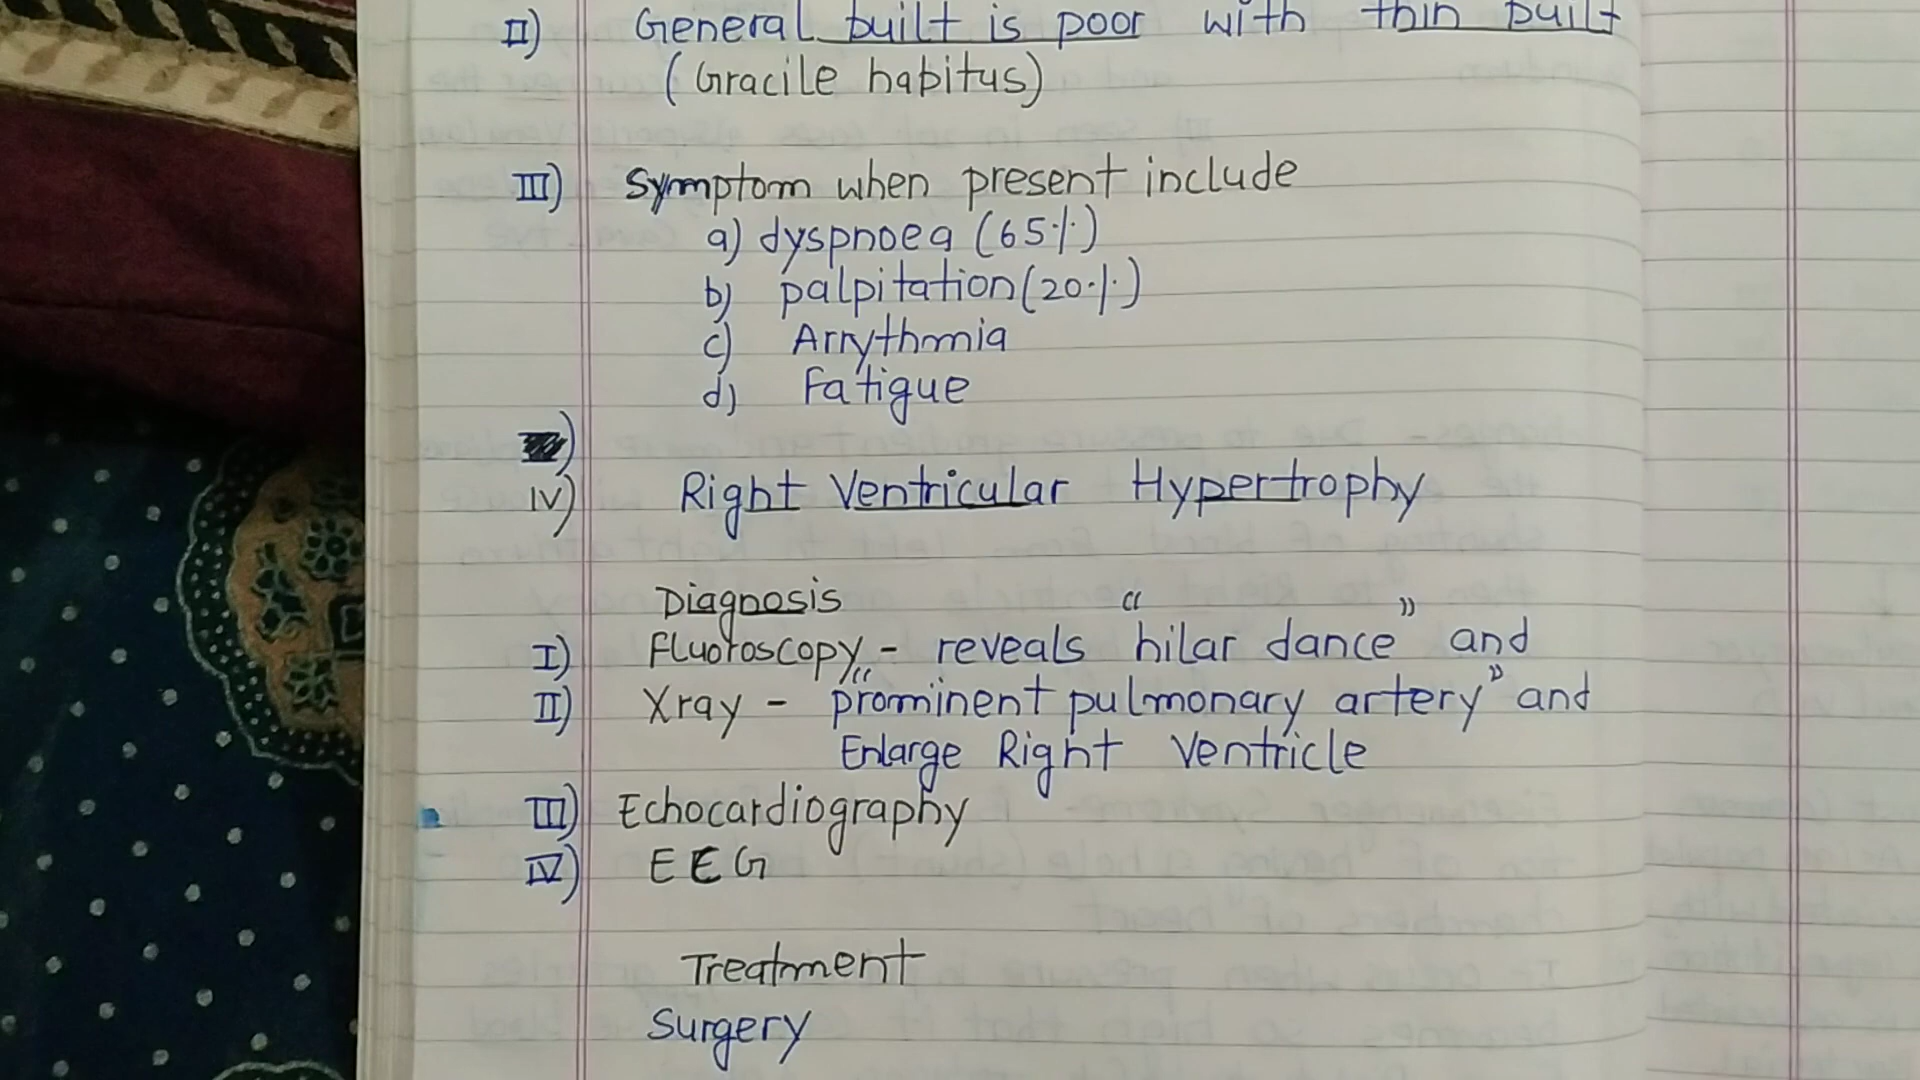 II) General built is poor with thin built
(Gracile habitus)
III) Symptom when present include
a) dyspnoea (65%)
b) palpitation (20%)
c) Arrythmia
d) Fatigue
IV) Right Ventricular Hypertrophy
Diagnosis
I) Fluoroscopy - reveals "hilar dance" and
II) Xray - "prominent pulmonary artery" and
Enlarge Right Ventricle
III) Echocardiography
IV) EEG
Treatment
Surgery